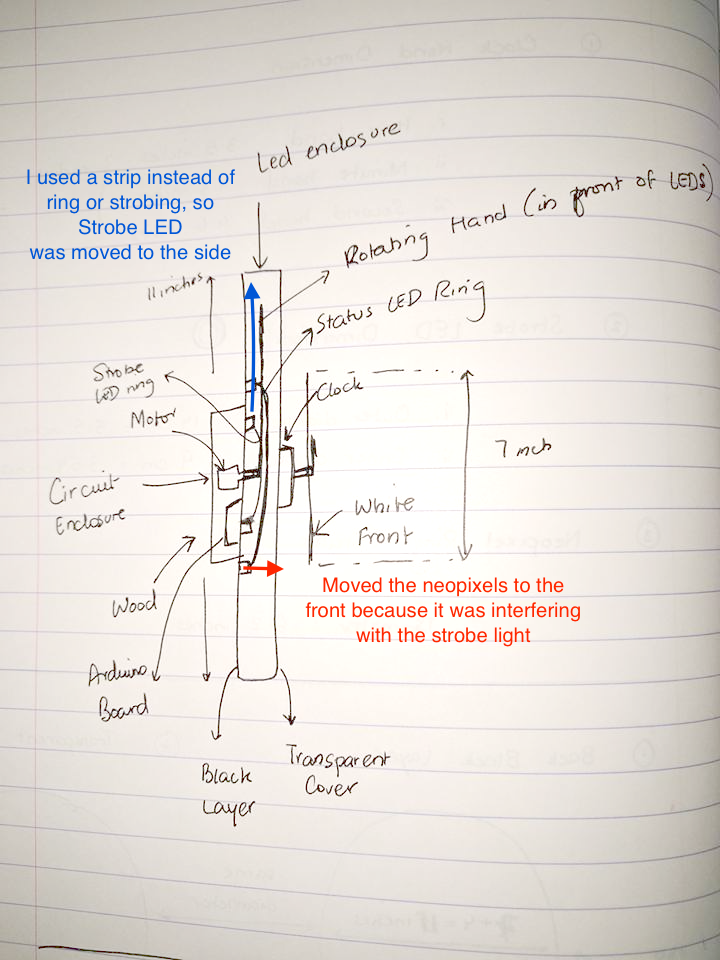 Led enclosure
I used a strip instead of
ring or strobing, so
Strobe LED
was moved to the side
Rotating Hand (in front of LEDS)
11 inches
Status LED Ring
Strobe
LED ring
Clock
Motor
7 inch
Circuit
Enclosure
White
Front
Moved the neopixels to the
front because it was interfering
with the strobe light
Wood
Arduino
Board
Transparent
Cover
Black
Layer